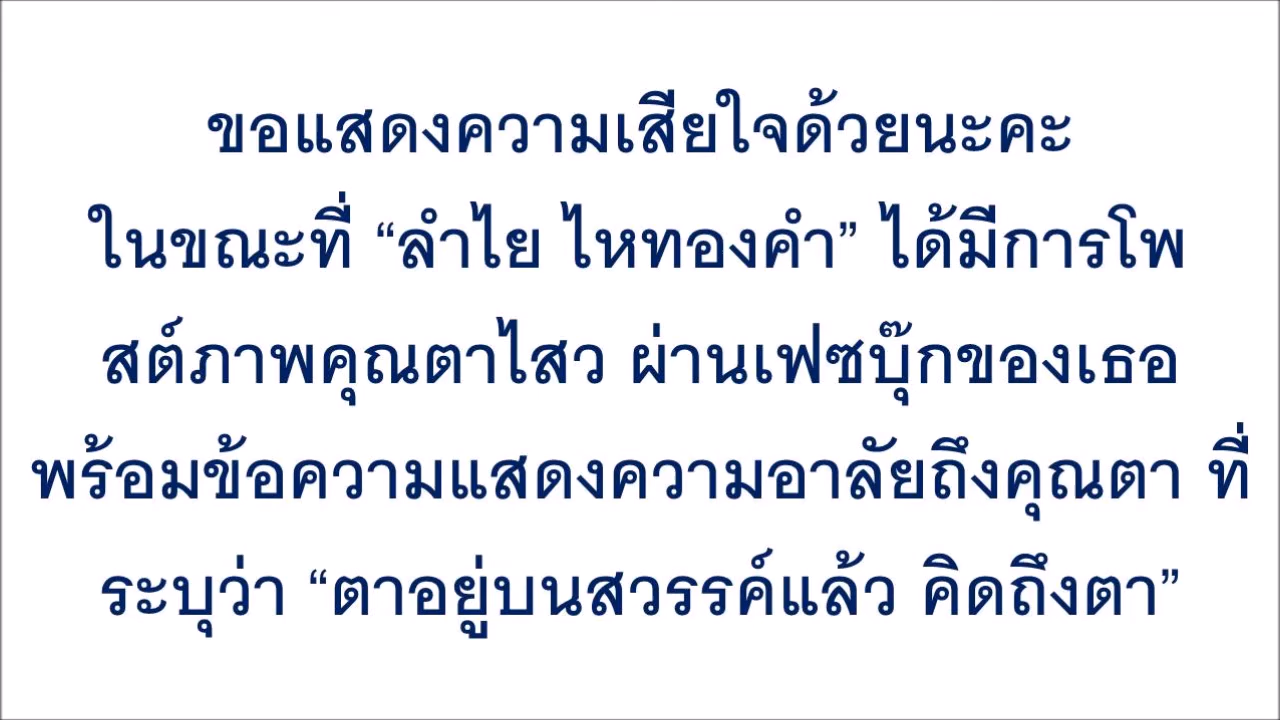 ขอแสดงความเสียใจด้วยนะคะ
ในขณะที่ “ลำไย ไหทองคำ” ได้มีการโพ
สต์ภาพคุณตาไสว ผ่านเฟซบุ๊กของเธอ
พร้อมข้อความแสดงความอาลัยถึงคุณตา ที่
ระบุว่า “ตาอยู่บนสวรรค์แล้ว คิดถึงตา”